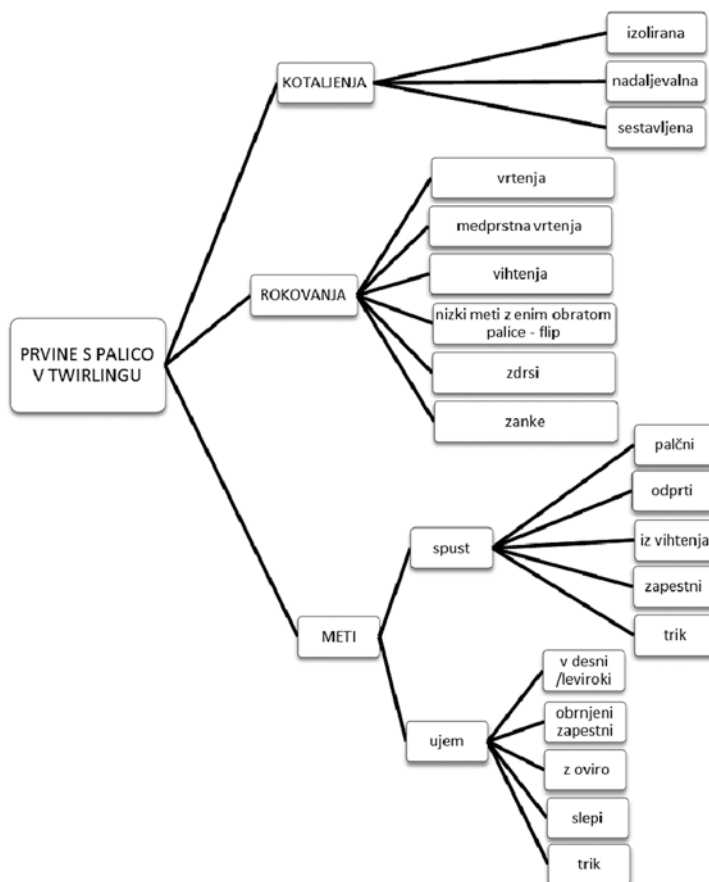 PRVINE S PALICO
V TWIRLINGU
KOTALJENJA
izolirana
nadaljevalna
sestavljena
ROKOVANJA
vrtenja
medprstna vrtenja
vihtenja
nizki meti z enim obratom
palice - flip
zdrsi
zanke
METI
spust
palčni
odprti
iz vihtenja
zapestni
trik
ujem
v desni
/leviroki
obrnjeni
zapestni
z oviro
slepi
trik